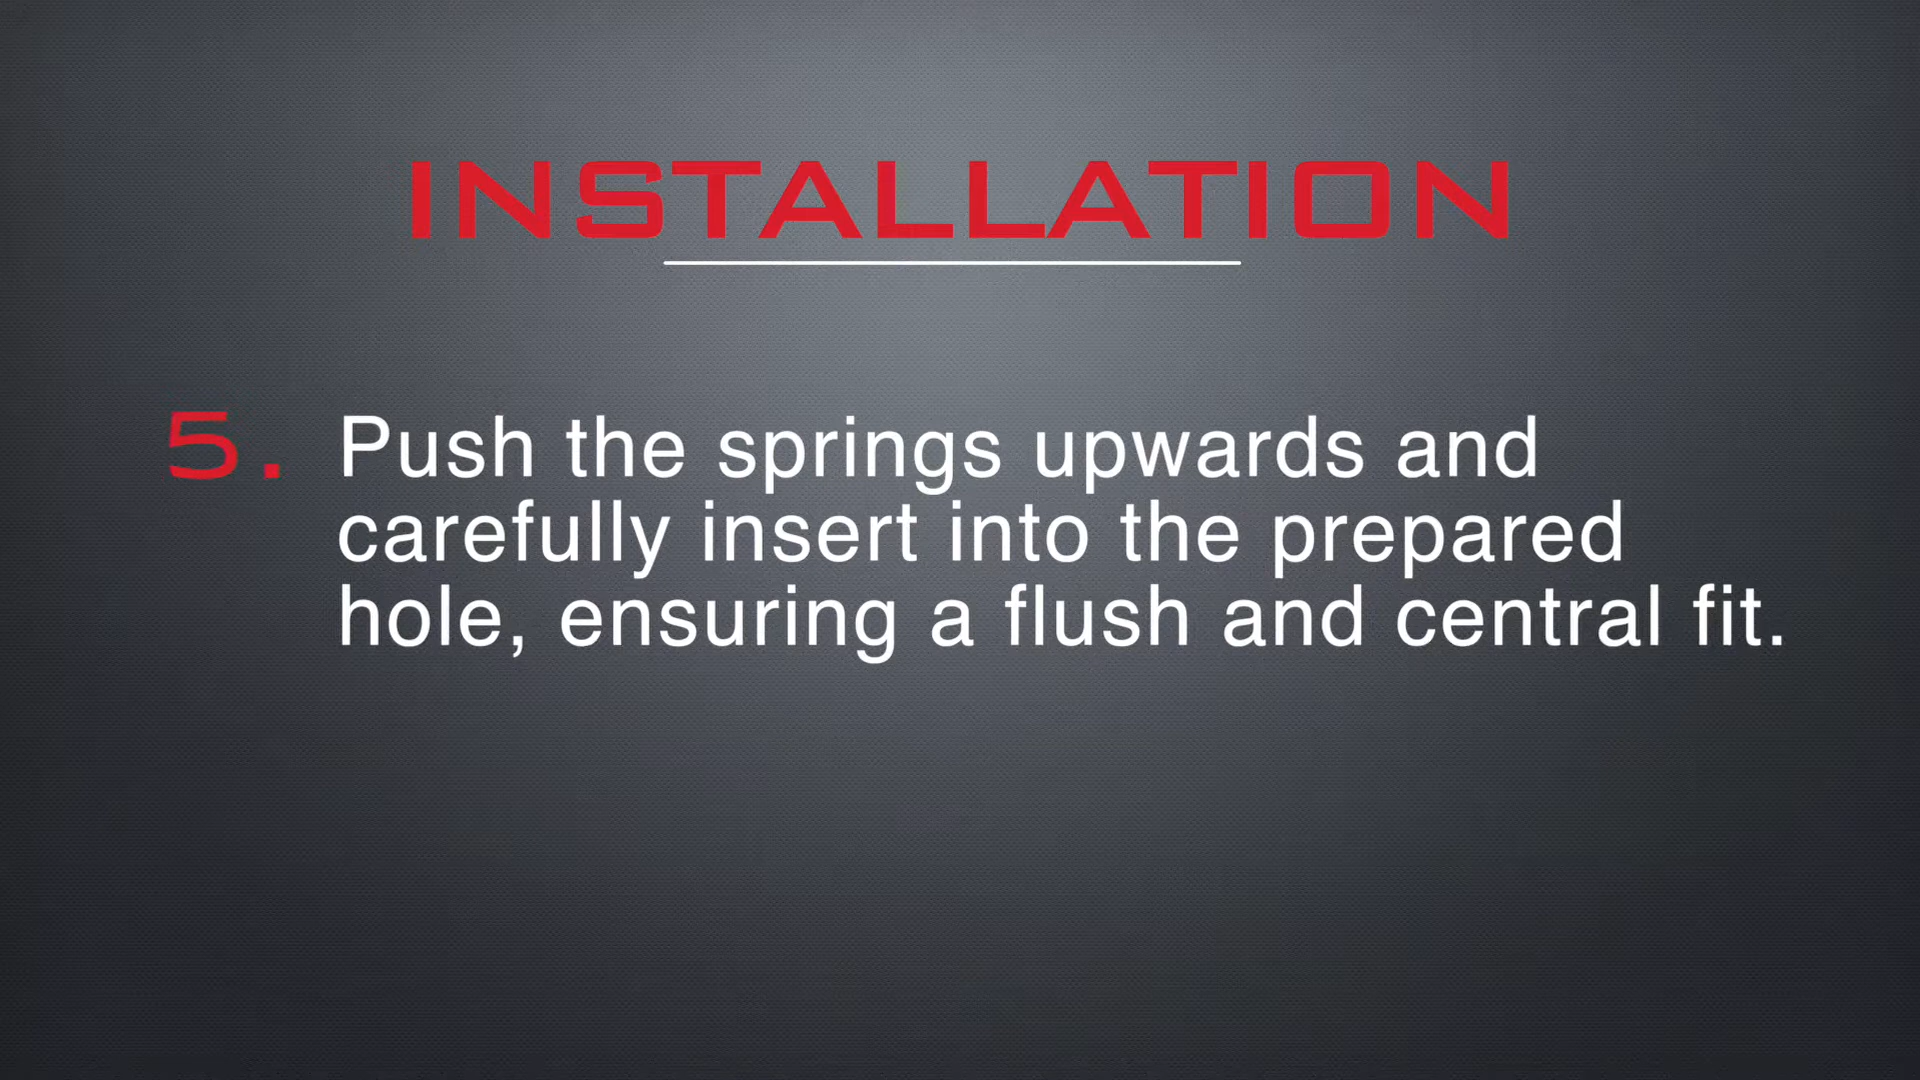 INSTALLATION
5. Push the springs upwards and
carefully insert into the prepared
hole, ensuring a flush and central fit.